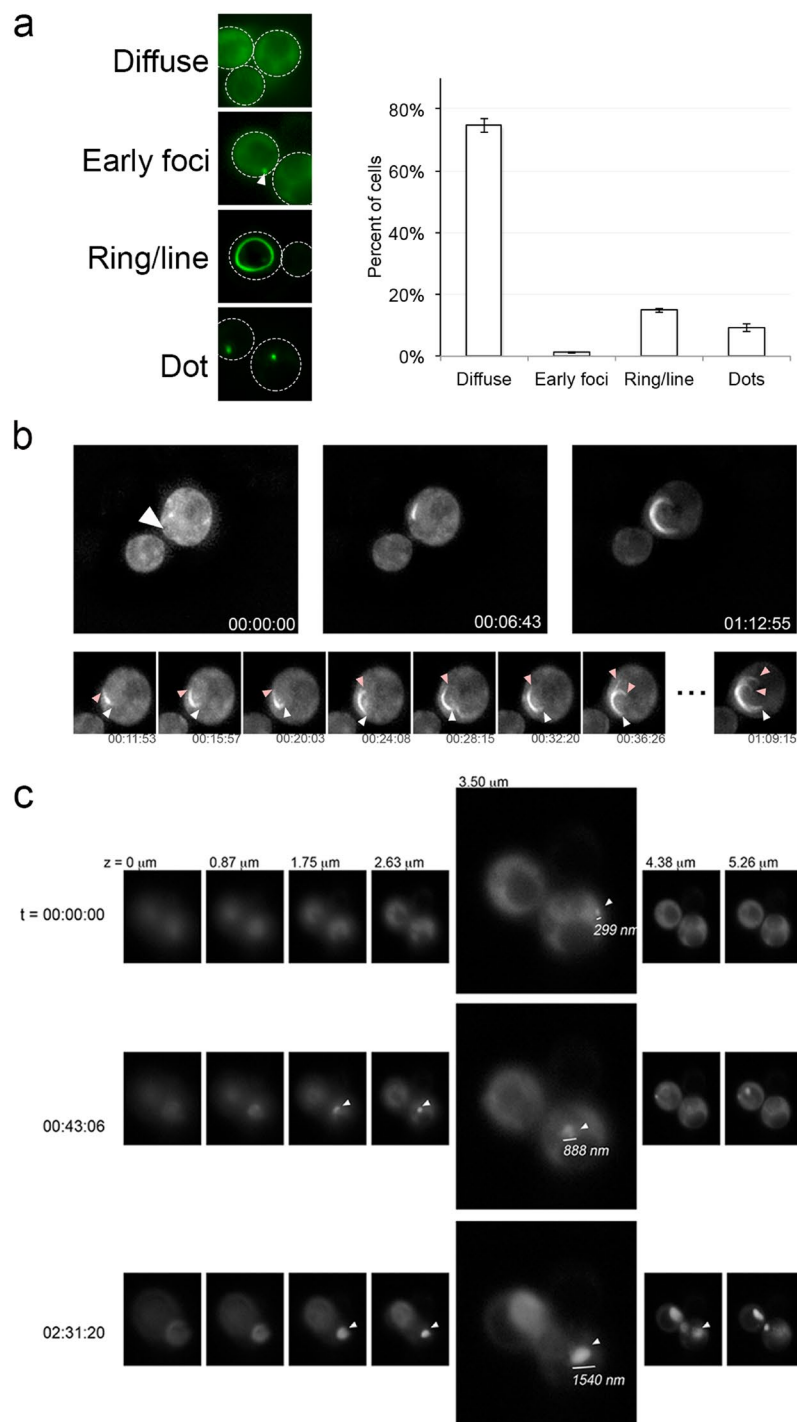 a
Diffuse
Early foci
Ring/line
Dot
Percent of cells
80%
60%
40%
20%
0%
Diffuse Early foci Ring/line Dots
b
00:00:00 00:06:43 01:12:55
00:11:53 00:15:57 00:20:03 00:24:08 00:28:15 00:32:20 00:36:26 ... 01:09:15
c
z = 0 µm 0.87 µm 1.75 µm 2.63 µm 3.50 µm 4.38 µm 5.26 µm
t = 00:00:00
299 nm
00:43:06
888 nm
02:31:20
1540 nm